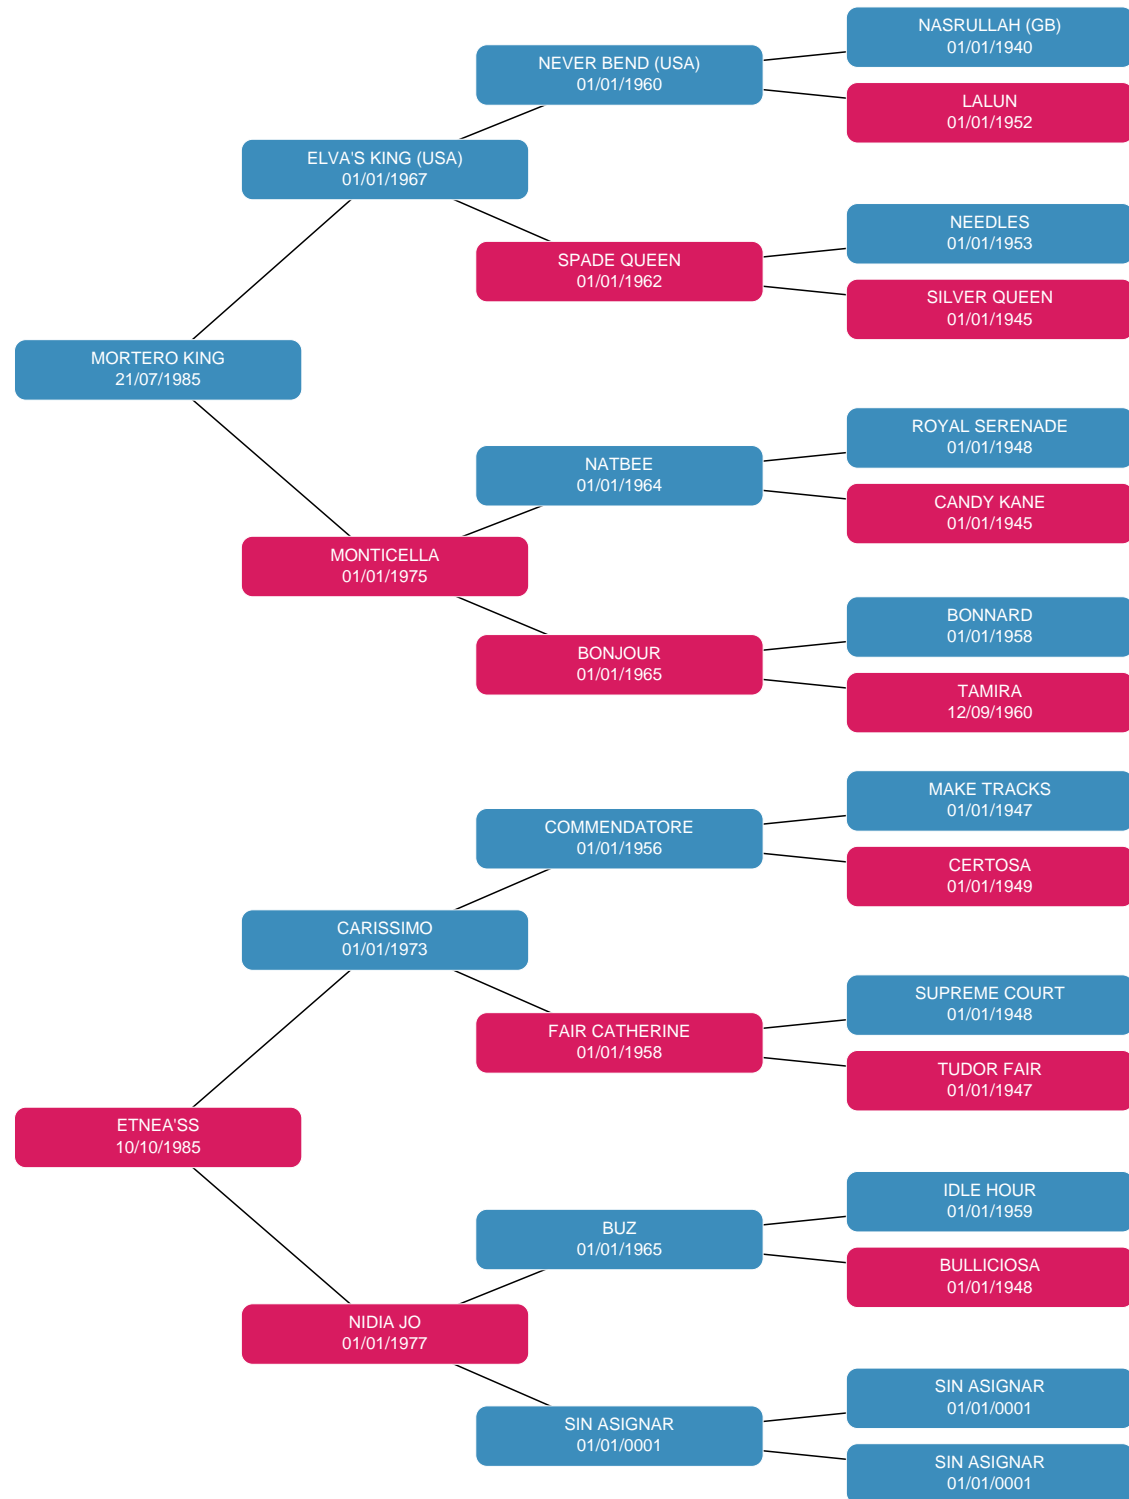 NASRULLAH (GB)
01/01/1940
NEVER BEND (USA)
01/01/1960
LALUN
01/01/1952
ELVA'S KING (USA)
01/01/1967
NEEDLES
01/01/1953
SPADE QUEEN
01/01/1962
SILVER QUEEN
01/01/1945
MORTERO KING
21/07/1985
ROYAL SERENADE
01/01/1948
NATBEE
01/01/1964
CANDY KANE
01/01/1945
MONTICELLA
01/01/1975
BONNARD
01/01/1958
BONJOUR
01/01/1965
TAMIRA
12/09/1960
MAKE TRACKS
01/01/1947
COMMENDATORE
01/01/1956
CERTOSA
01/01/1949
CARISSIMO
01/01/1973
SUPREME COURT
01/01/1948
FAIR CATHERINE
01/01/1958
TUDOR FAIR
01/01/1947
ETNEA'SS
10/10/1985
IDLE HOUR
01/01/1959
BUZ
01/01/1965
BULLICIOSA
01/01/1948
NIDIA JO
01/01/1977
SIN ASIGNAR
01/01/0001
SIN ASIGNAR
01/01/0001
SIN ASIGNAR
01/01/0001